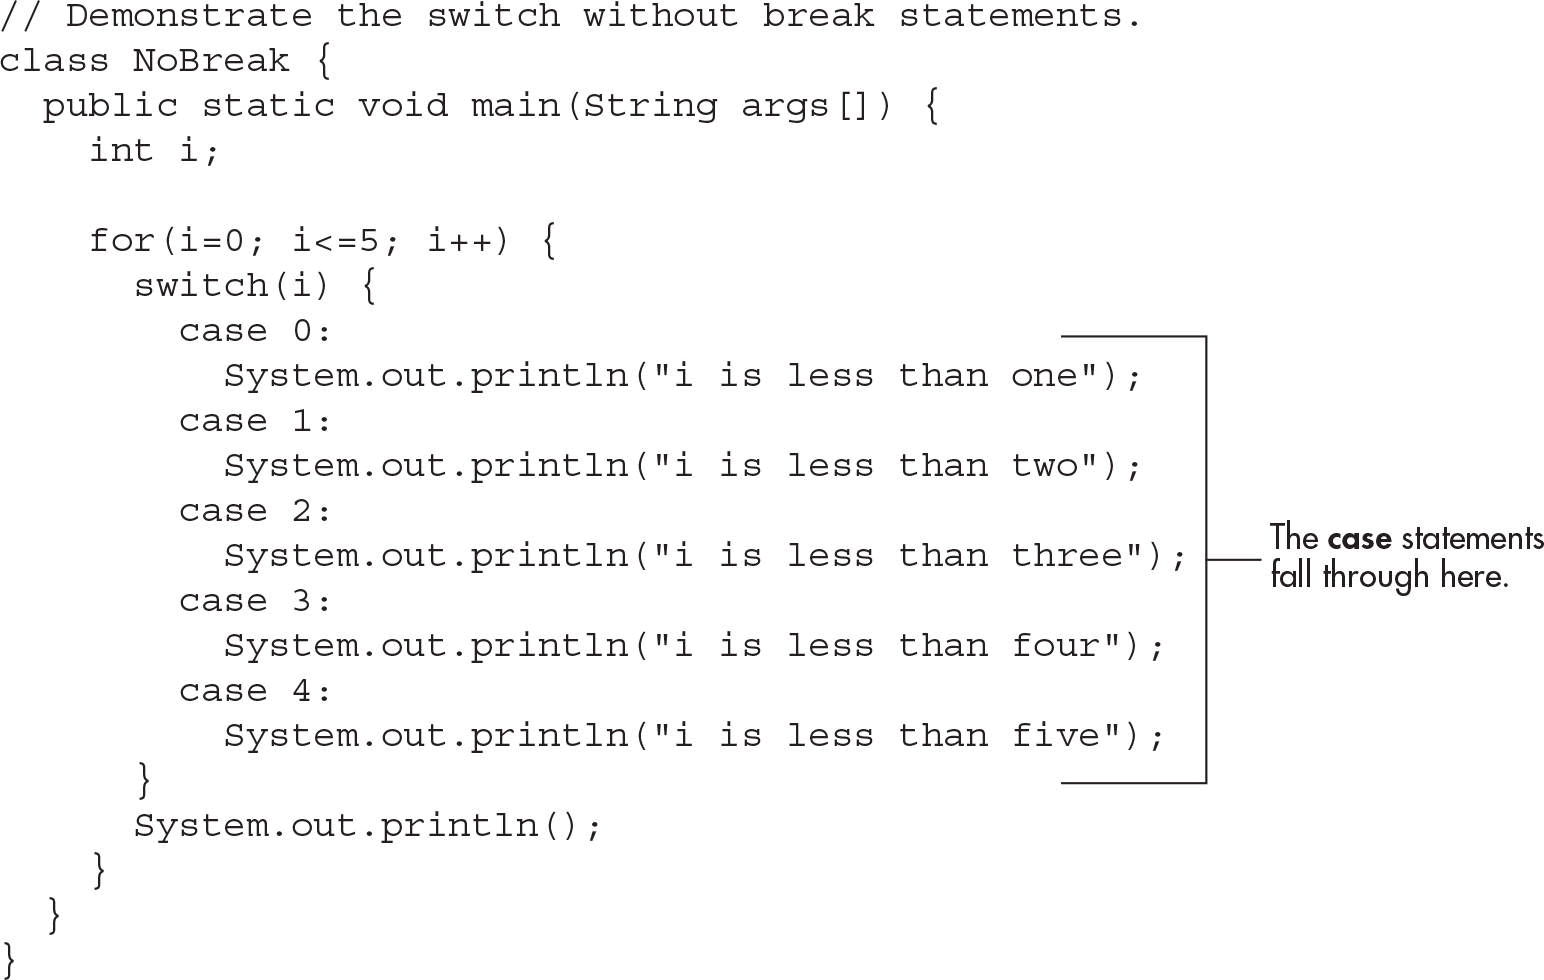 // Demonstrate the switch without break statements.
class NoBreak {
  public static void main(String args[]) {
    int i;

    for(i=0; i<=5; i++) {
      switch(i) {
        case 0:
          System.out.println("i is less than one");
        case 1:
          System.out.println("i is less than two");
        case 2:
          System.out.println("i is less than three");
        case 3:
          System.out.println("i is less than four");
        case 4:
          System.out.println("i is less than five");
      }
      System.out.println();
    }
  }
}
The case statements
fall through here.